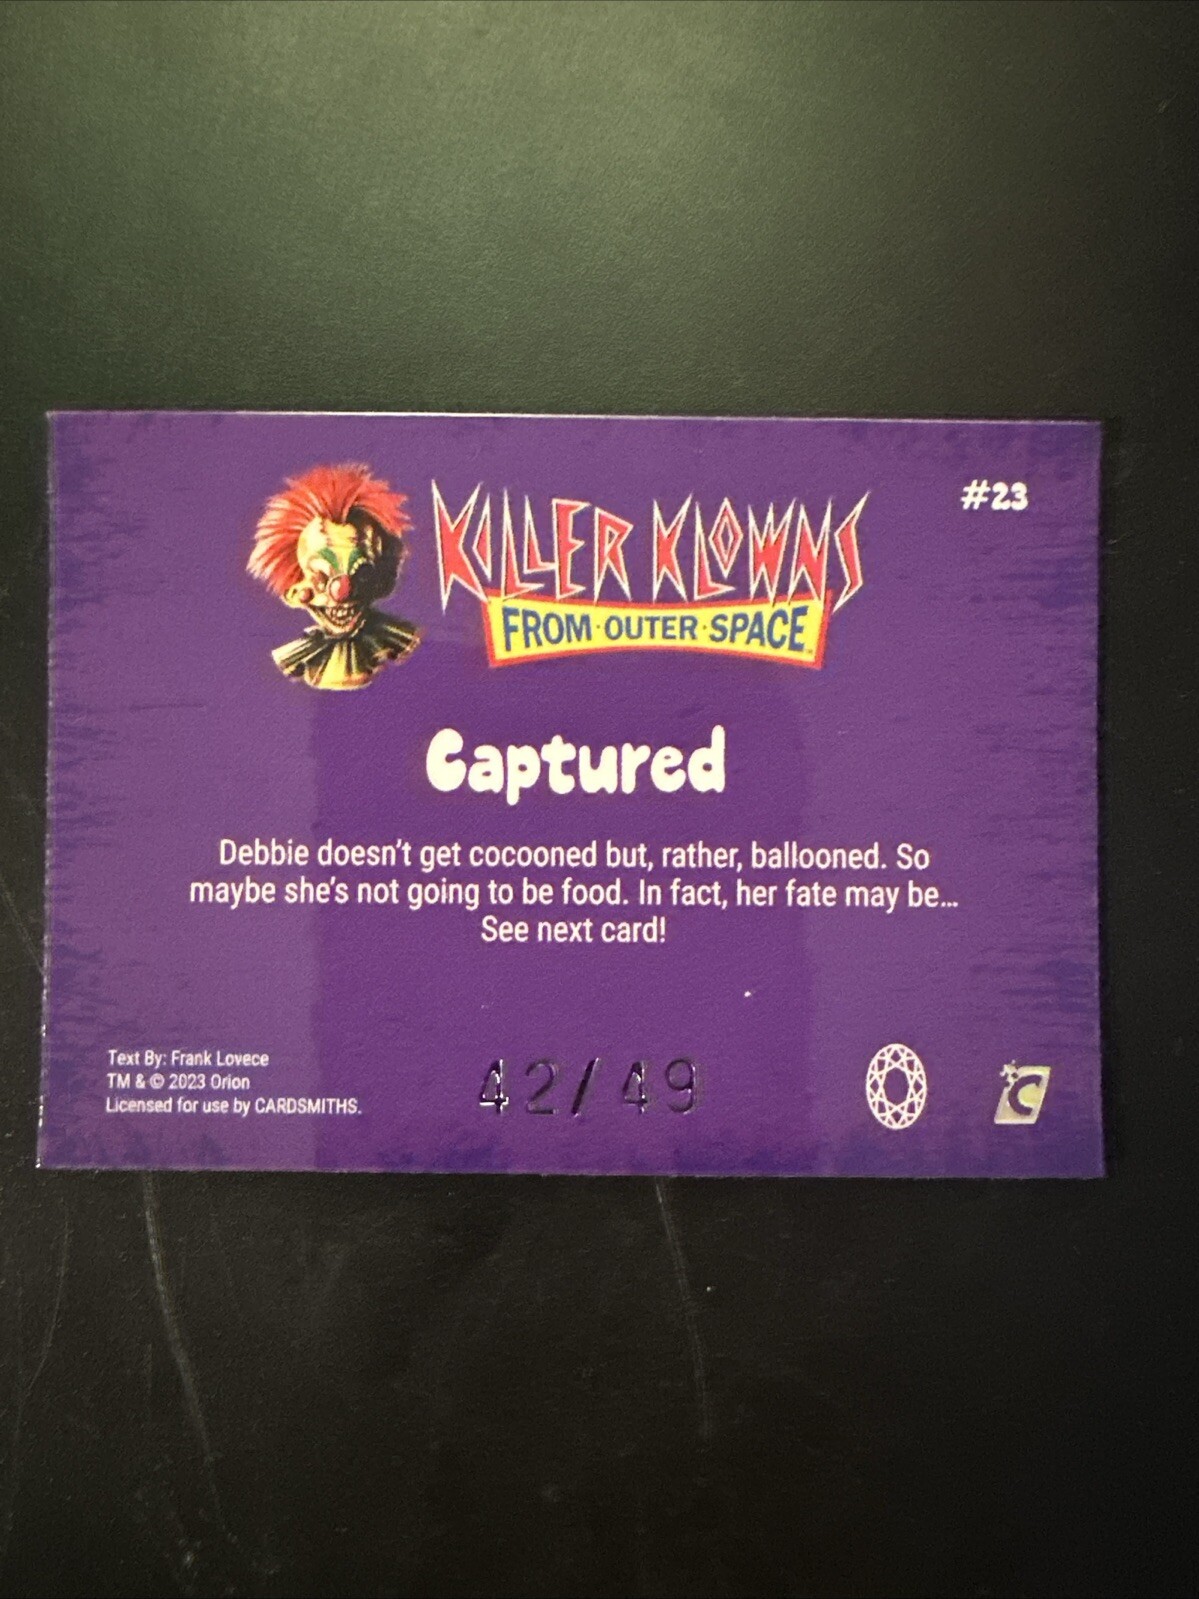 #23
KILLER KLOWNS
FROM·OUTER·SPACE™
Captured
Debbie doesn't get cocooned but, rather, ballooned. So
maybe she's not going to be food. In fact, her fate may be...
See next card!
Text By: Frank Lovece
TM & © 2023 Orion
Licensed for use by CARDSMITHS.
42/49
C